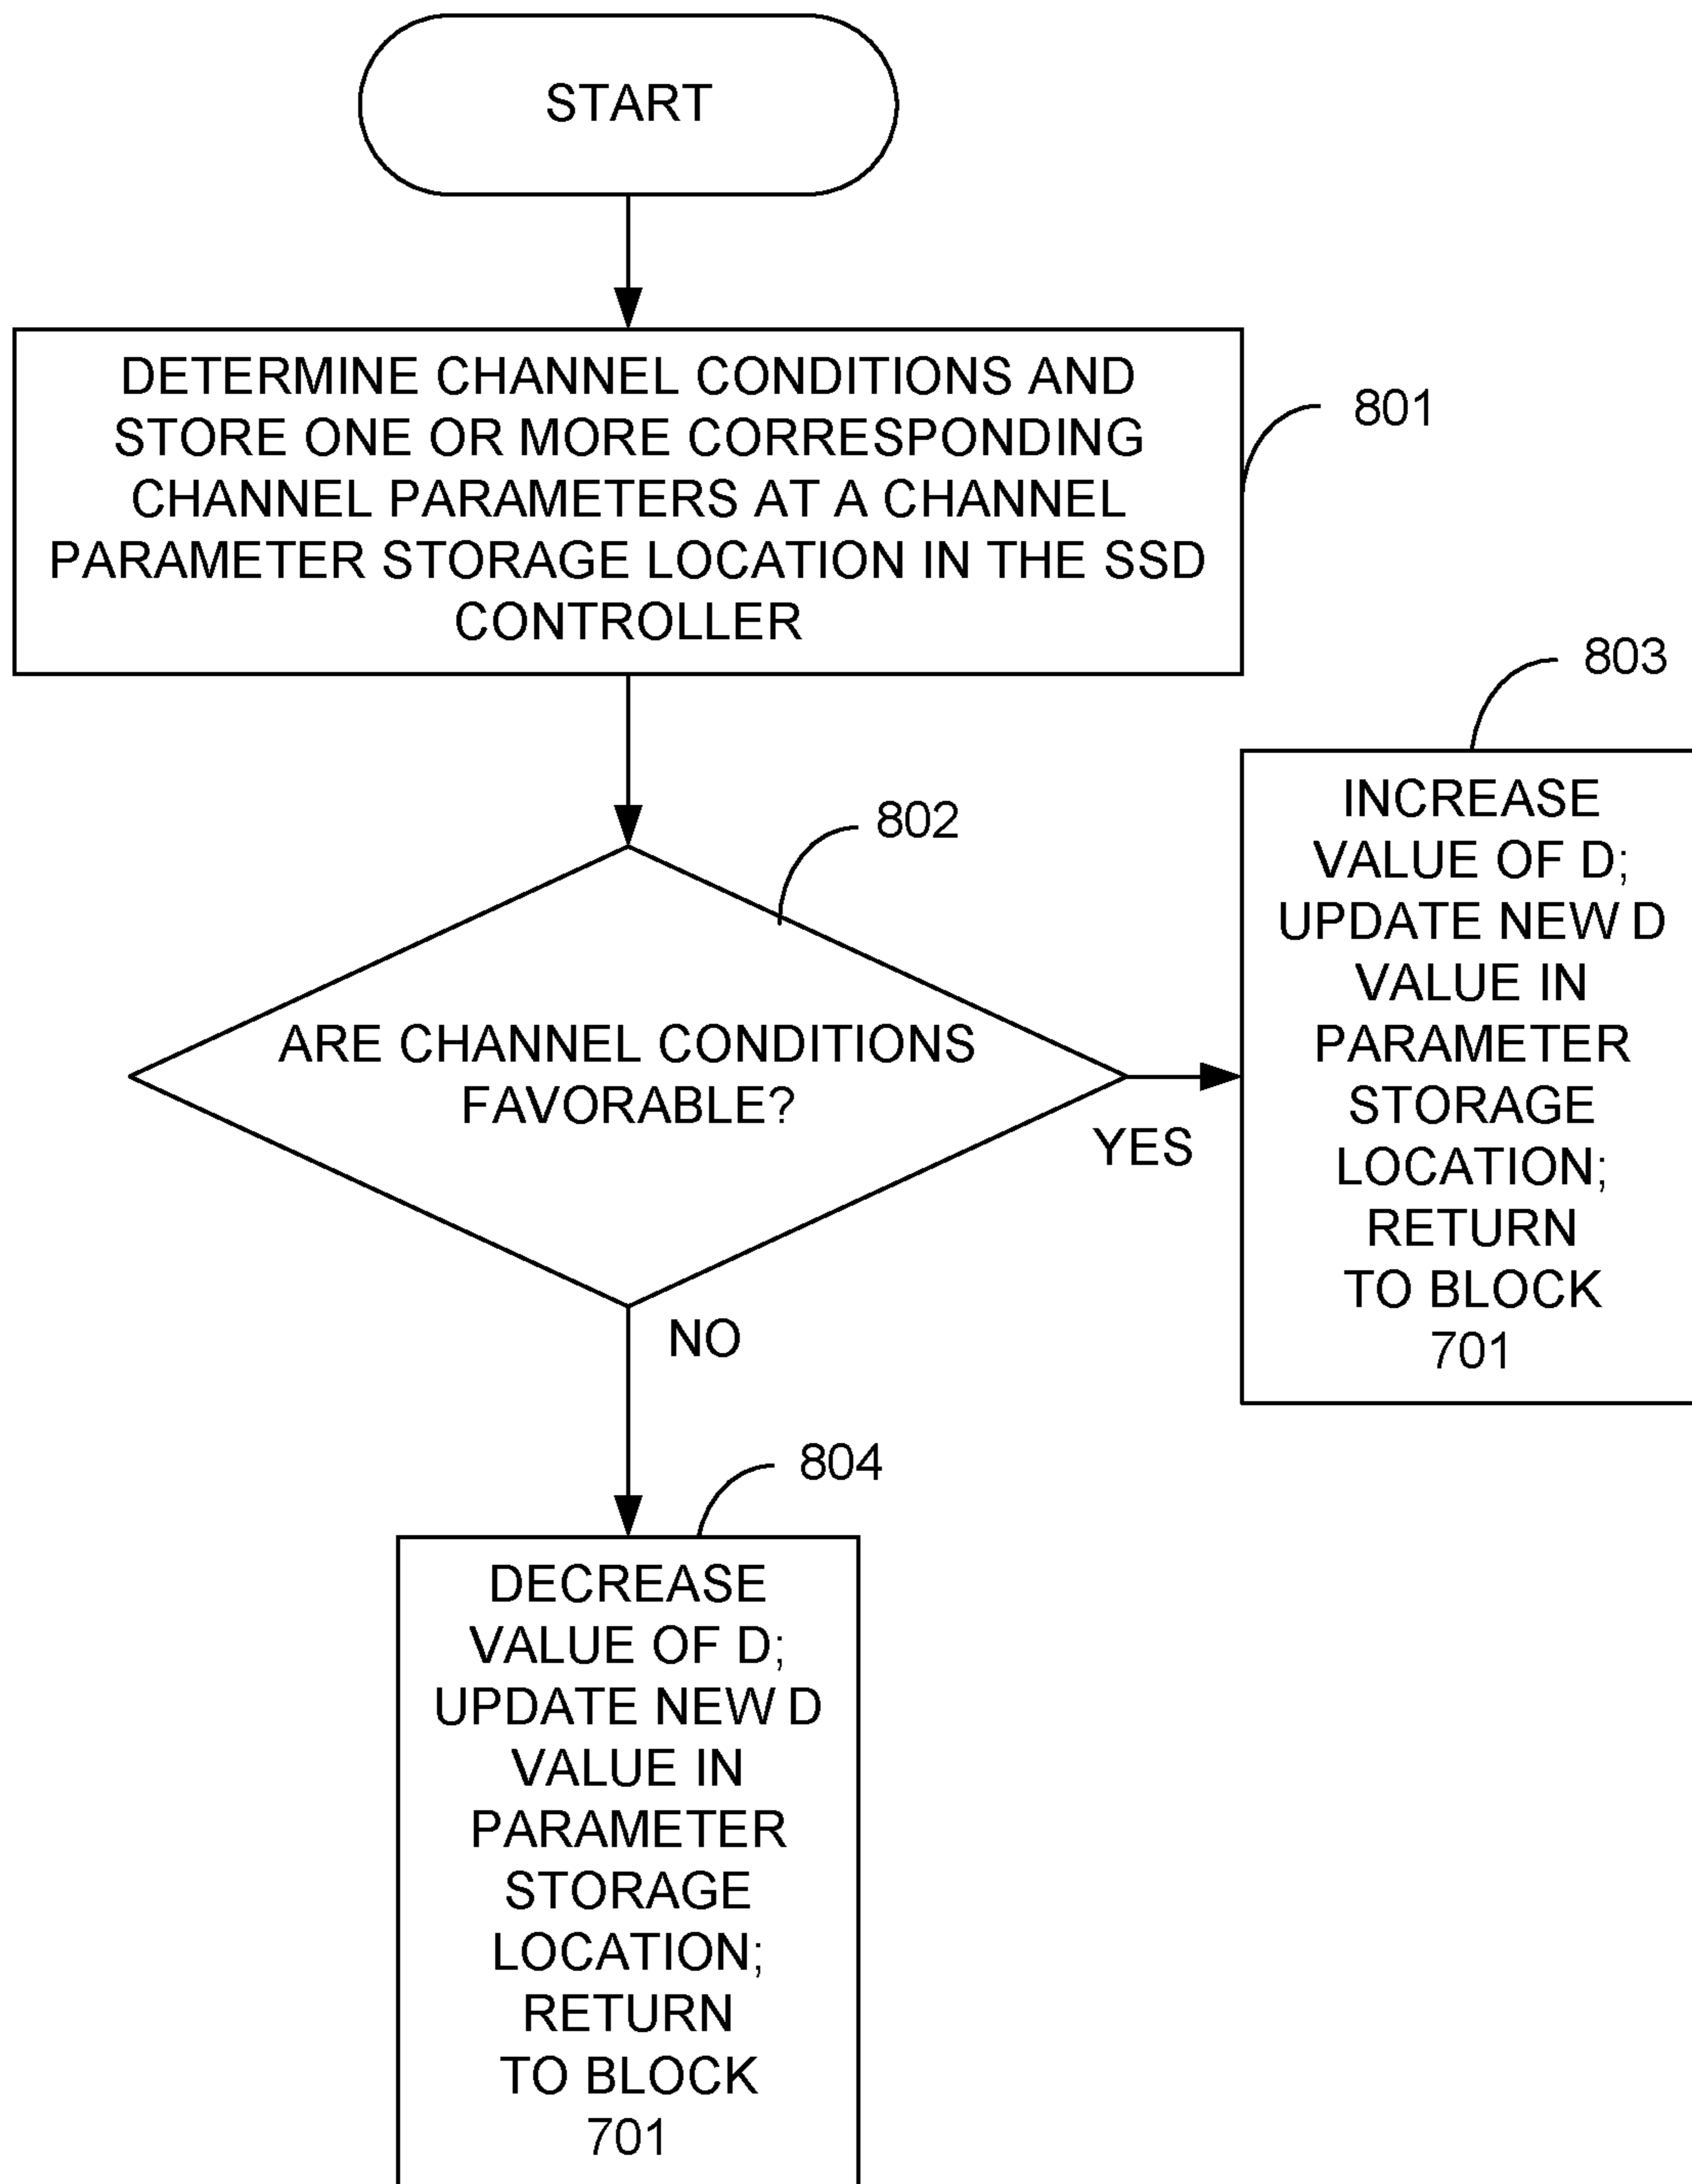 START
DETERMINE CHANNEL CONDITIONS AND
STORE ONE OR MORE CORRESPONDING
CHANNEL PARAMETERS AT A CHANNEL
PARAMETER STORAGE LOCATION IN THE SSD
CONTROLLER
801
802
ARE CHANNEL CONDITIONS
FAVORABLE?
YES
NO
803
INCREASE
VALUE OF D;
UPDATE NEW D
VALUE IN
PARAMETER
STORAGE
LOCATION;
RETURN
TO BLOCK
701
804
DECREASE
VALUE OF D;
UPDATE NEW D
VALUE IN
PARAMETER
STORAGE
LOCATION;
RETURN
TO BLOCK
701